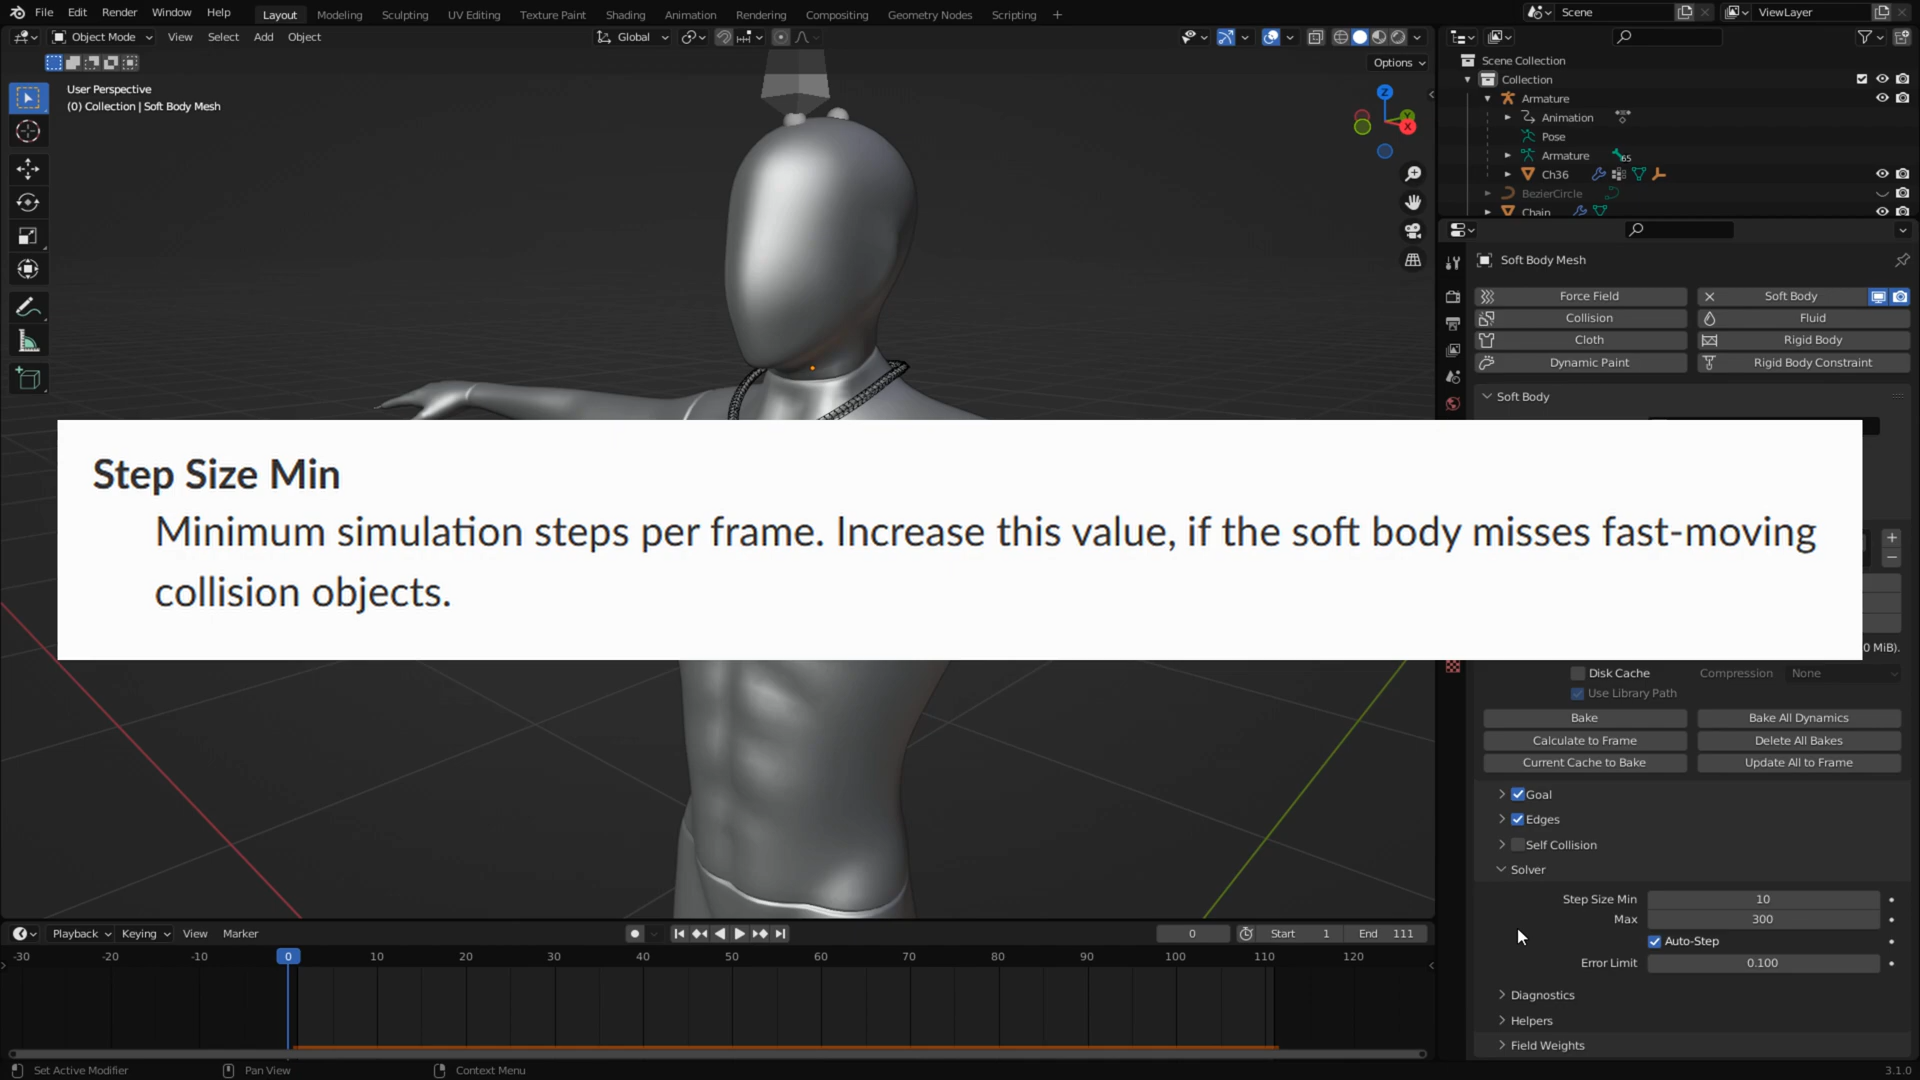 File Edit Render Window Help Layout Modeling Sculpting UV Editing Texture Paint Shading Animation Rendering Compositing Geometry Nodes Scripting + Scene ViewLayer
Object Mode View Select Add Object Global
Options
User Perspective
(0) Collection | Soft Body Mesh
Z
Y
X
Scene Collection
Collection
Armature
Animation
Pose
Armature 65
Ch36
BezierCircle
Chain
Soft Body Mesh
Force Field Soft Body
Collision Fluid
Cloth Rigid Body
Dynamic Paint Rigid Body Constraint
Soft Body
Step Size Min
Minimum simulation steps per frame. Increase this value, if the soft body misses fast-moving
collision objects.
0 MiB).
Disk Cache Compression None
Use Library Path
Bake Bake All Dynamics
Calculate to Frame Delete All Bakes
Current Cache to Bake Update All to Frame
Goal
Edges
Self Collision
Solver
Step Size Min 10
Max 300
Auto-Step
Error Limit 0.100
Diagnostics
Helpers
Field Weights
Playback Keying View Marker 0 Start 1 End 111
-30 -20 -10 0 10 20 30 40 50 60 70 80 90 100 110 120
Set Active Modifier Pan View Context Menu 3.1.0